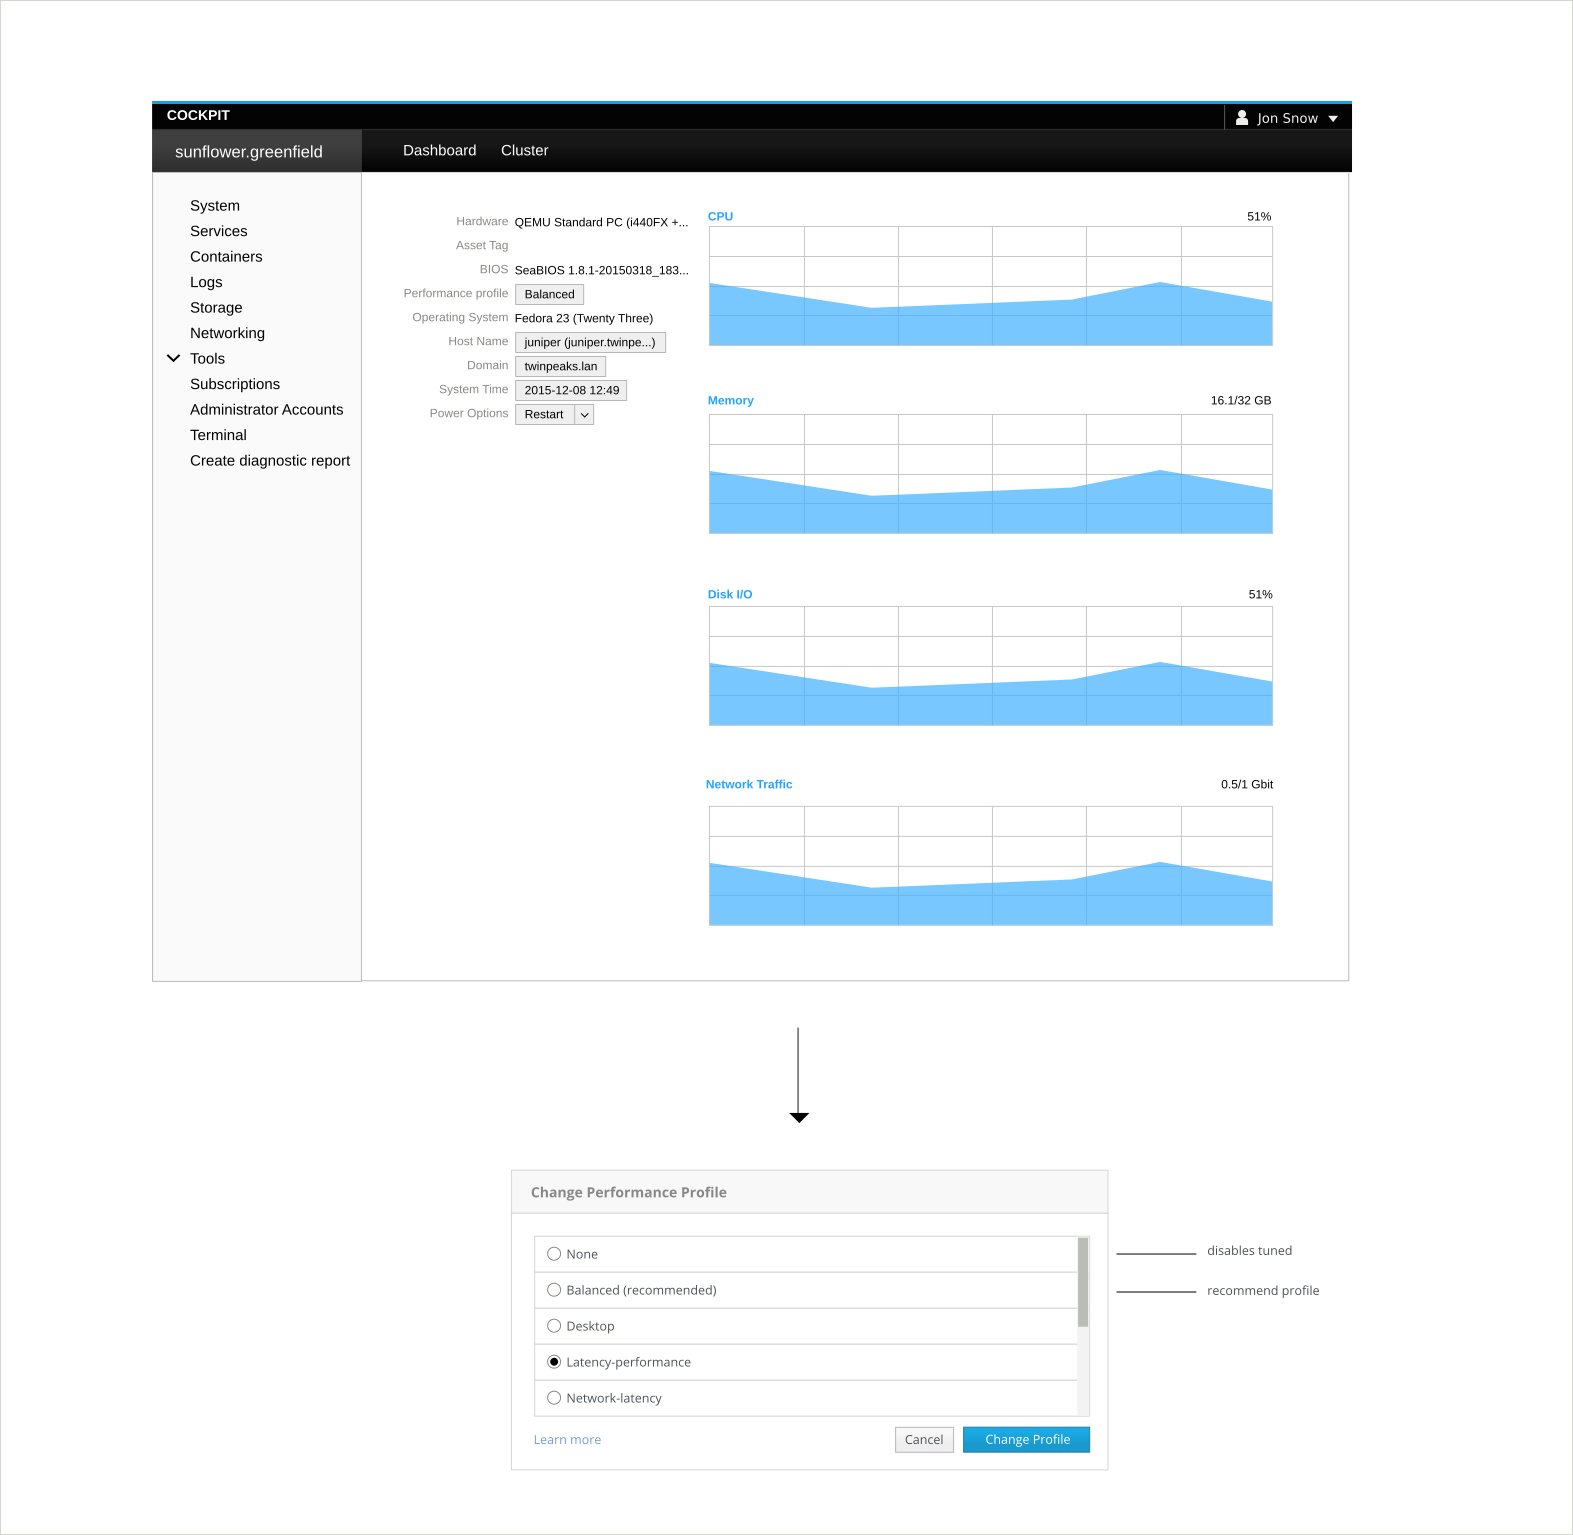 COCKPIT
Jon Snow
sunflower.greenfield
Dashboard
Cluster
System
Services
Containers
Logs
Storage
Networking
Tools
Subscriptions
Administrator Accounts
Terminal
Create diagnostic report
Hardware QEMU Standard PC (i440FX +...
Asset Tag
BIOS SeaBIOS 1.8.1-20150318_183...
Performance profile Balanced
Operating System Fedora 23 (Twenty Three)
Host Name juniper (juniper.twinpe...)
Domain twinpeaks.lan
System Time 2015-12-08 12:49
Power Options Restart
CPU 51%
Memory 16.1/32 GB
Disk I/O 51%
Network Traffic 0.5/1 Gbit
Change Performance Profile
None
Balanced (recommended)
Desktop
Latency-performance
Network-latency
Learn more
Cancel
Change Profile
disables tuned
recommend profile